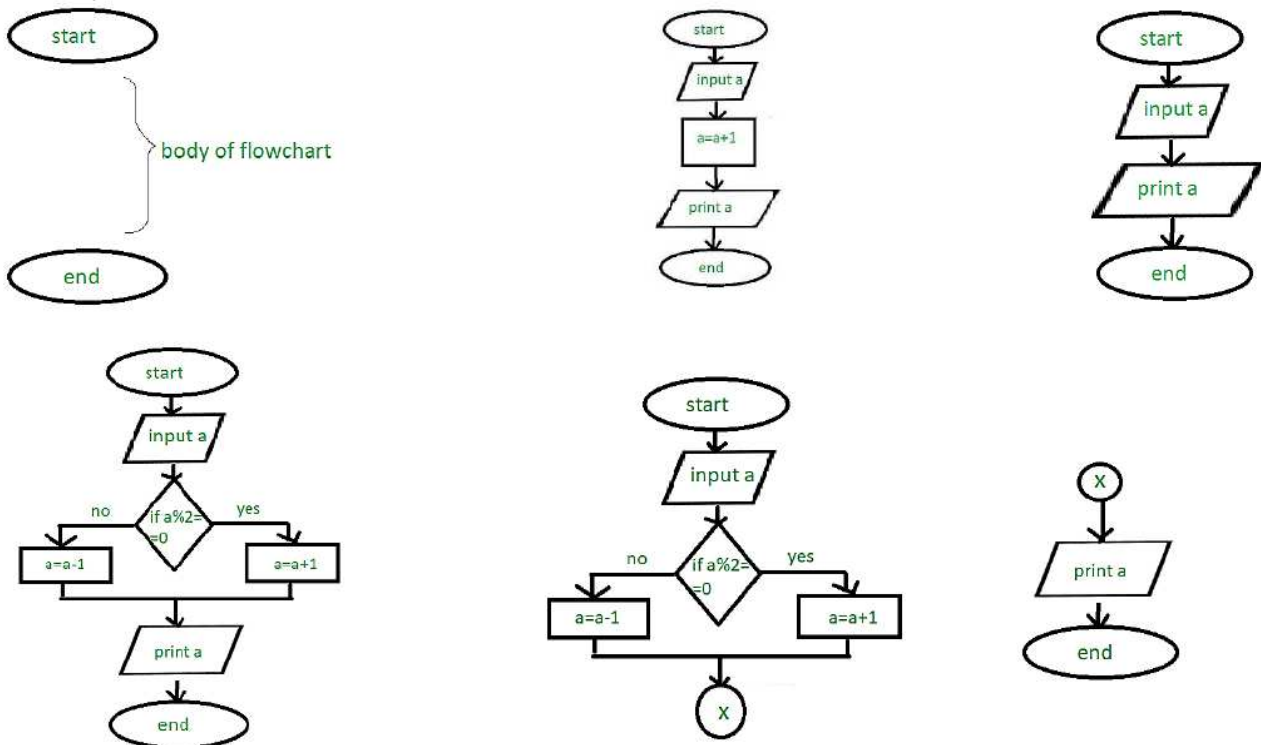 start
body of flowchart
end
start
input a
a=a+1
print a
end
start
input a
print a
end
start
input a
no
if a%2=
=0
yes
a=a-1
a=a+1
print a
end
start
input a
no
if a%2=
=0
yes
a=a-1
a=a+1
X
X
print a
end